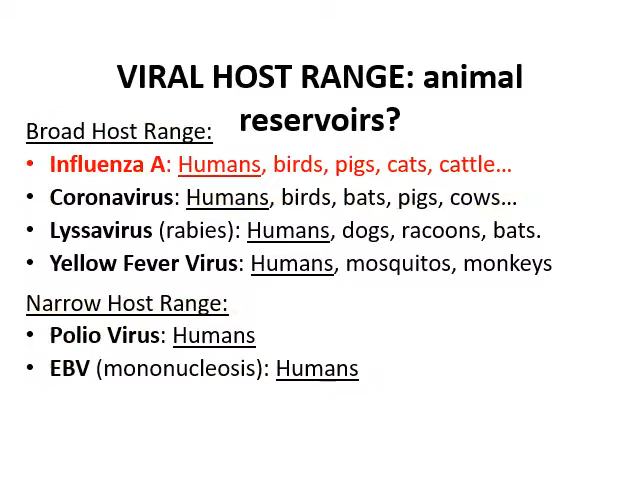 VIRAL HOST RANGE: animal
reservoirs?
Broad Host Range:
• Influenza A: Humans, birds, pigs, cats, cattle…
• Coronavirus: Humans, birds, bats, pigs, cows…
• Lyssavirus (rabies): Humans, dogs, racoons, bats.
• Yellow Fever Virus: Humans, mosquitos, monkeys
Narrow Host Range:
• Polio Virus: Humans
• EBV (mononucleosis): Humans